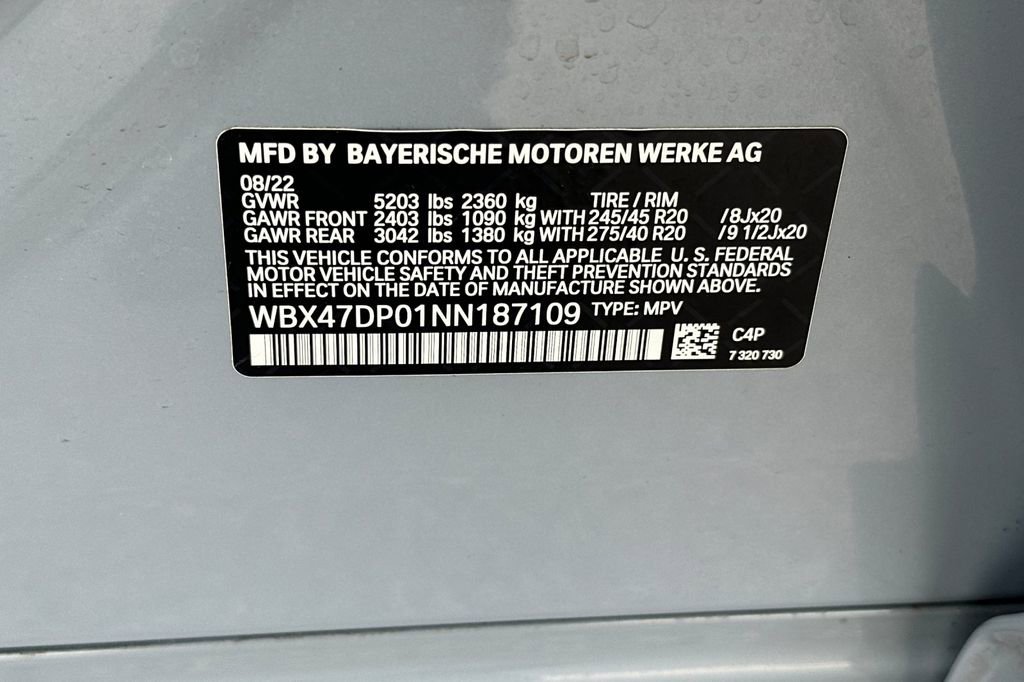 MFD BY BAYERISCHE MOTOREN WERKE AG
08/22
GVWR 5203 lbs 2360 kg TIRE / RIM
GAWR FRONT 2403 lbs 1090 kg WITH 245/45 R20 /8Jx20
GAWR REAR 3042 lbs 1380 kg WITH 275/40 R20 /9 1/2Jx20
THIS VEHICLE CONFORMS TO ALL APPLICABLE U. S. FEDERAL
MOTOR VEHICLE SAFETY AND THEFT PREVENTION STANDARDS
IN EFFECT ON THE DATE OF MANUFACTURE SHOWN ABOVE.
WBX47DP01NN187109 TYPE: MPV
C4P
7 320 730